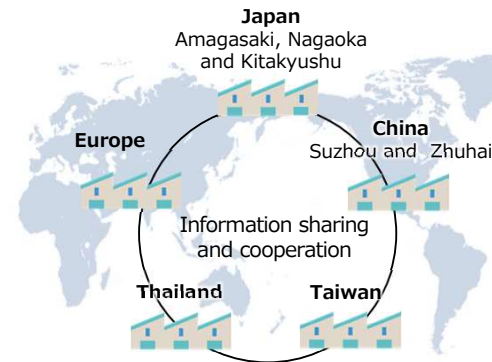 Japan
Amagasaki, Nagaoka
and Kitakyushu
Europe
China
Suzhou and Zhuhai
Information sharing
and cooperation
Thailand
Taiwan